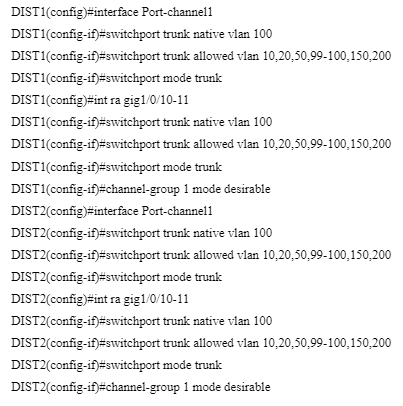 DIST1(config)#interface Port-channel1
DIST1(config-if)#switchport trunk native vlan 100
DIST1(config-if)#switchport trunk allowed vlan 10,20,50,99-100,150,200
DIST1(config-if)#switchport mode trunk
DIST1(config)#int ra gig1/0/10-11
DIST1(config-if)#switchport trunk native vlan 100
DIST1(config-if)#switchport trunk allowed vlan 10,20,50,99-100,150,200
DIST1(config-if)#switchport mode trunk
DIST1(config-if)#channel-group 1 mode desirable
DIST2(config)#interface Port-channel1
DIST2(config-if)#switchport trunk native vlan 100
DIST2(config-if)#switchport trunk allowed vlan 10,20,50,99-100,150,200
DIST2(config-if)#switchport mode trunk
DIST2(config)#int ra gig1/0/10-11
DIST2(config-if)#switchport trunk native vlan 100
DIST2(config-if)#switchport trunk allowed vlan 10,20,50,99-100,150,200
DIST2(config-if)#switchport mode trunk
DIST2(config-if)#channel-group 1 mode desirable